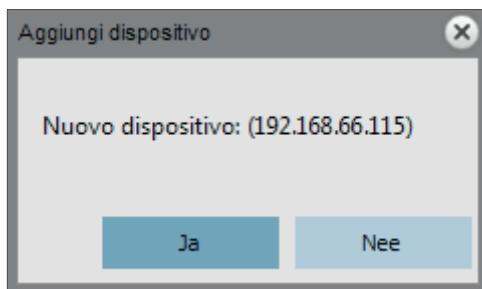 Aggiungi dispositivo
Nuovo dispositivo: (192.168.66.115)
Ja
Nee